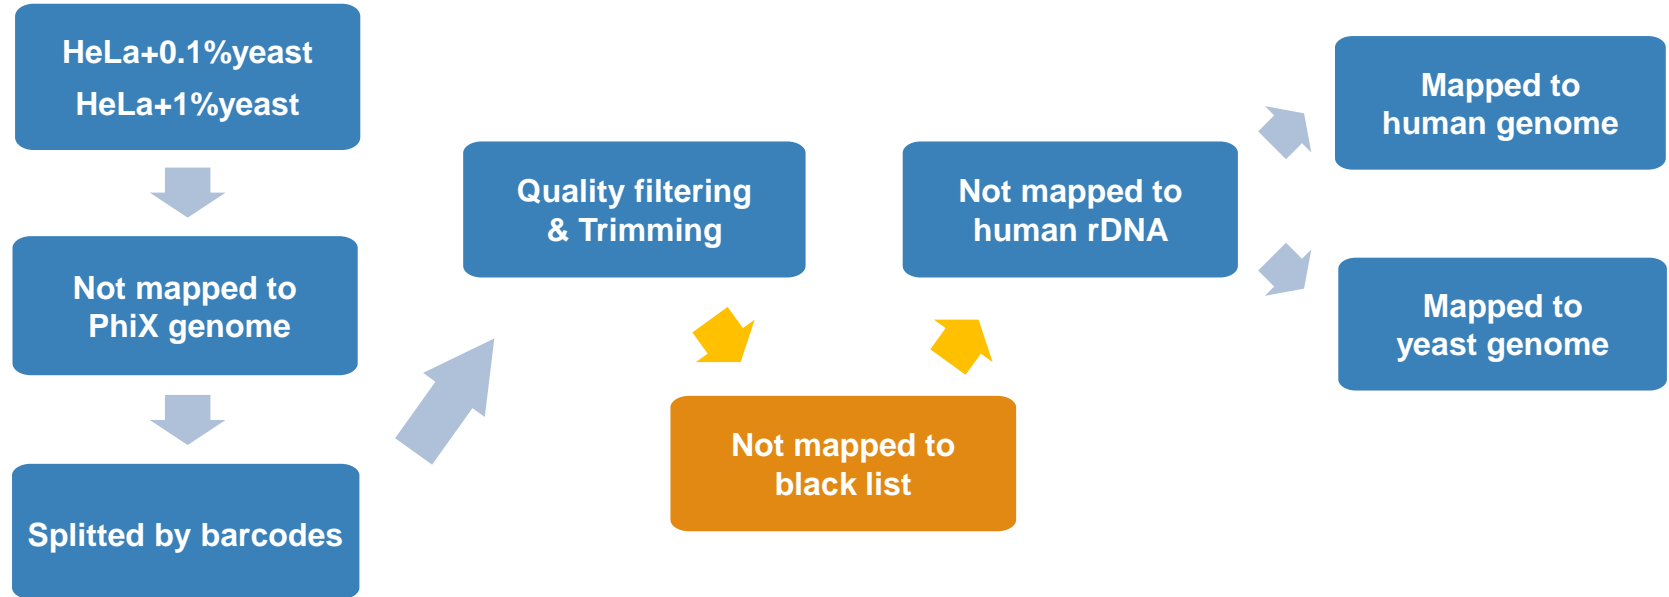 HeLa+0.1%yeast
HeLa+1%yeast
Not mapped to
PhiX genome
Splitted by barcodes
Quality filtering
& Trimming
Not mapped to
black list
Not mapped to
human rDNA
Mapped to
human genome
Mapped to
yeast genome